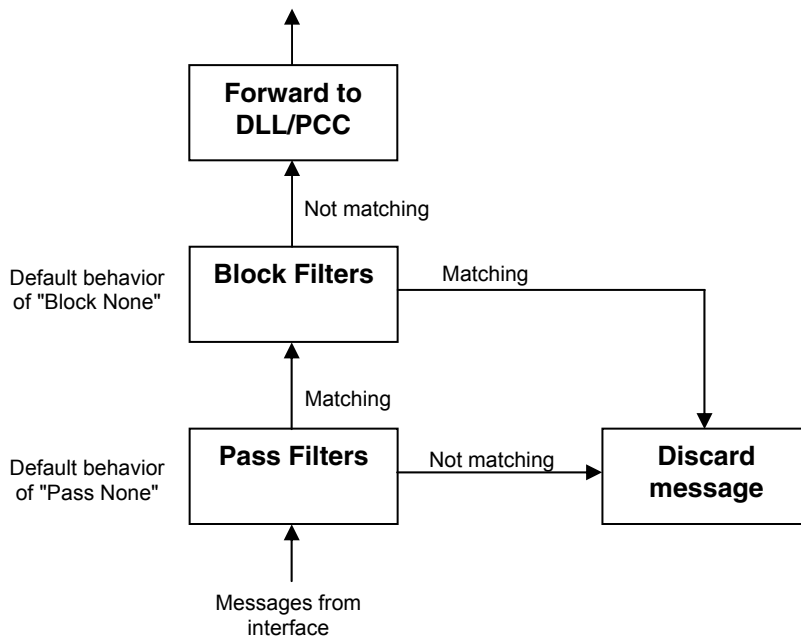 Forward to
DLL/PCC
Not matching
Default behavior
of "Block None"
Block Filters
Matching
Matching
Default behavior
of "Pass None"
Pass Filters
Not matching
Discard
message
Messages from
interface